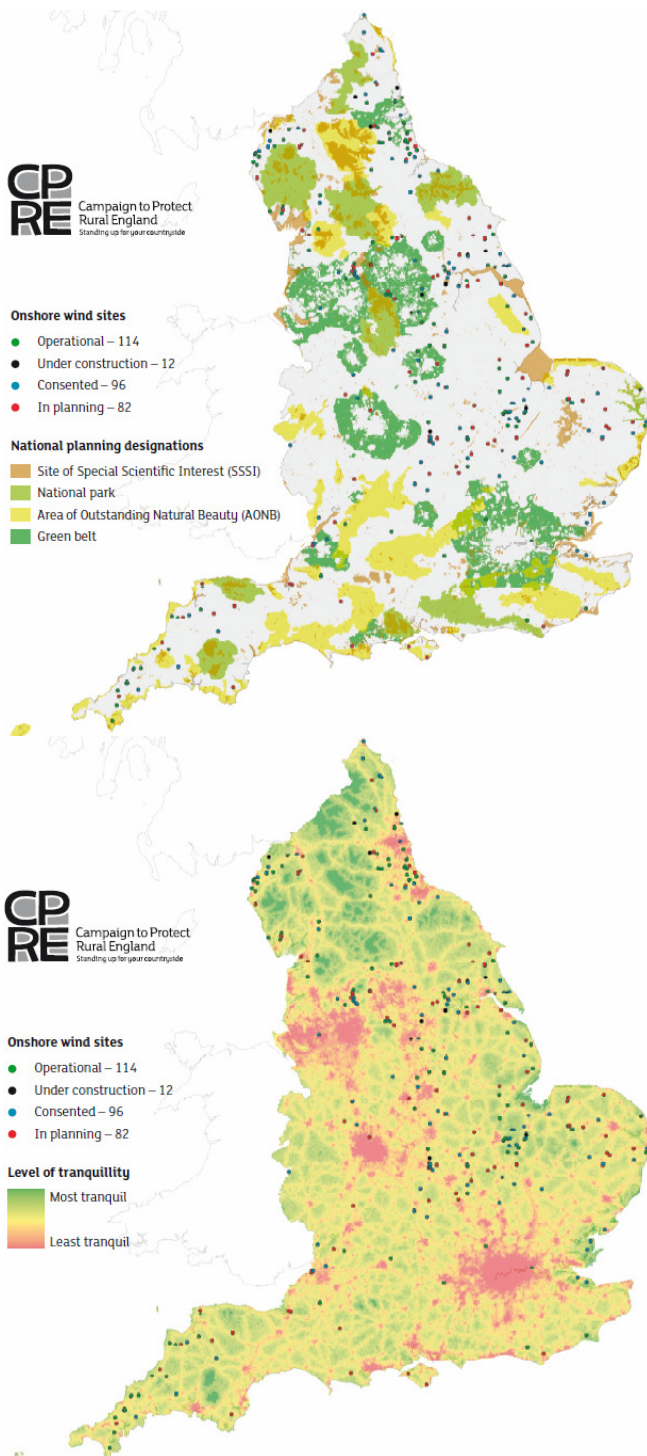 CP
RE
Campaign to Protect
Rural England
Standing up for your countryside
Onshore wind sites
Operational – 114
Under construction – 12
Consented – 96
In planning – 82
National planning designations
Site of Special Scientific Interest (SSSI)
National park
Area of Outstanding Natural Beauty (AONB)
Green belt
CP
RE
Campaign to Protect
Rural England
Standing up for your countryside
Onshore wind sites
Operational – 114
Under construction – 12
Consented – 96
In planning – 82
Level of tranquillity
Most tranquil
Least tranquil